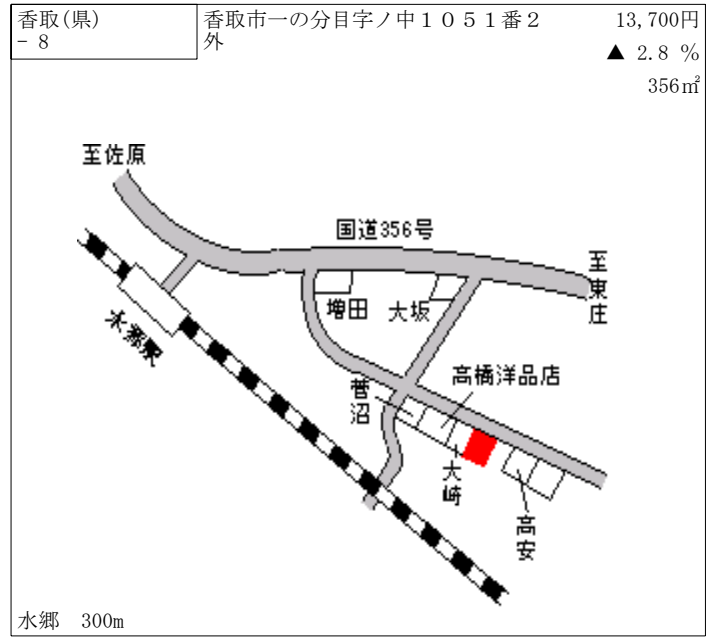 香取(県)
- 8
香取市一の分目字ノ中１０５１番２
外
13,700円
▲ 2.8 %
356㎡
至佐原
国道356号
至東庄
増田
大坂
水郷駅
高橋洋品店
菅沼
大崎
高安
水郷 300m